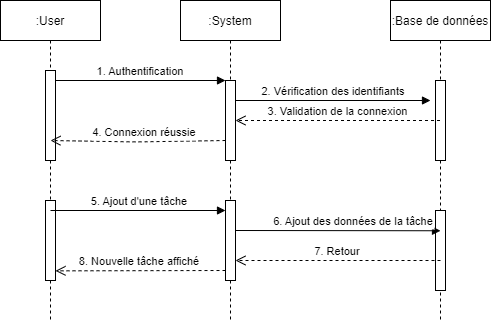 :User
:System
:Base de données
1. Authentification
2. Vérification des identifiants
3. Validation de la connexion
4. Connexion réussie
5. Ajout d'une tâche
6. Ajout des données de la tâche
7. Retour
8. Nouvelle tâche affiché